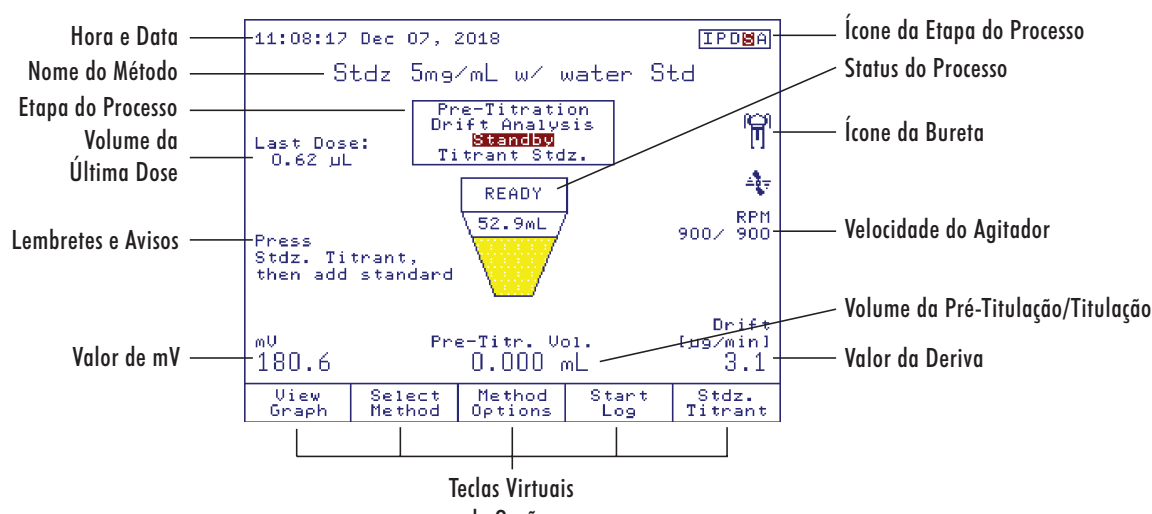 Hora e Data
11:08:17 Dec 07, 2018
IPDSA
Ícone da Etapa do Processo
Nome do Método
Stdz 5mg/mL w/ water Std
Status do Processo
Etapa do Processo
Pre-Titration
Drift Analysis
Standby
Titrant Stdz.
Volume da
Última Dose
Last Dose:
0.62 µL
Ícone da Bureta
READY
52.9mL
RPM
900/ 900
Velocidade do Agitador
Lembretes e Avisos
Press
Stdz. Titrant,
then add standard
Volume da Pré-Titulação/Titulação
Valor de mV
mV
180.6
Pre-Titr. Vol.
0.000 mL
Drift
[µg/min]
3.1
Valor da Deriva
View
Graph
Select
Method
Method
Options
Start
Log
Stdz.
Titrant
Teclas Virtuais